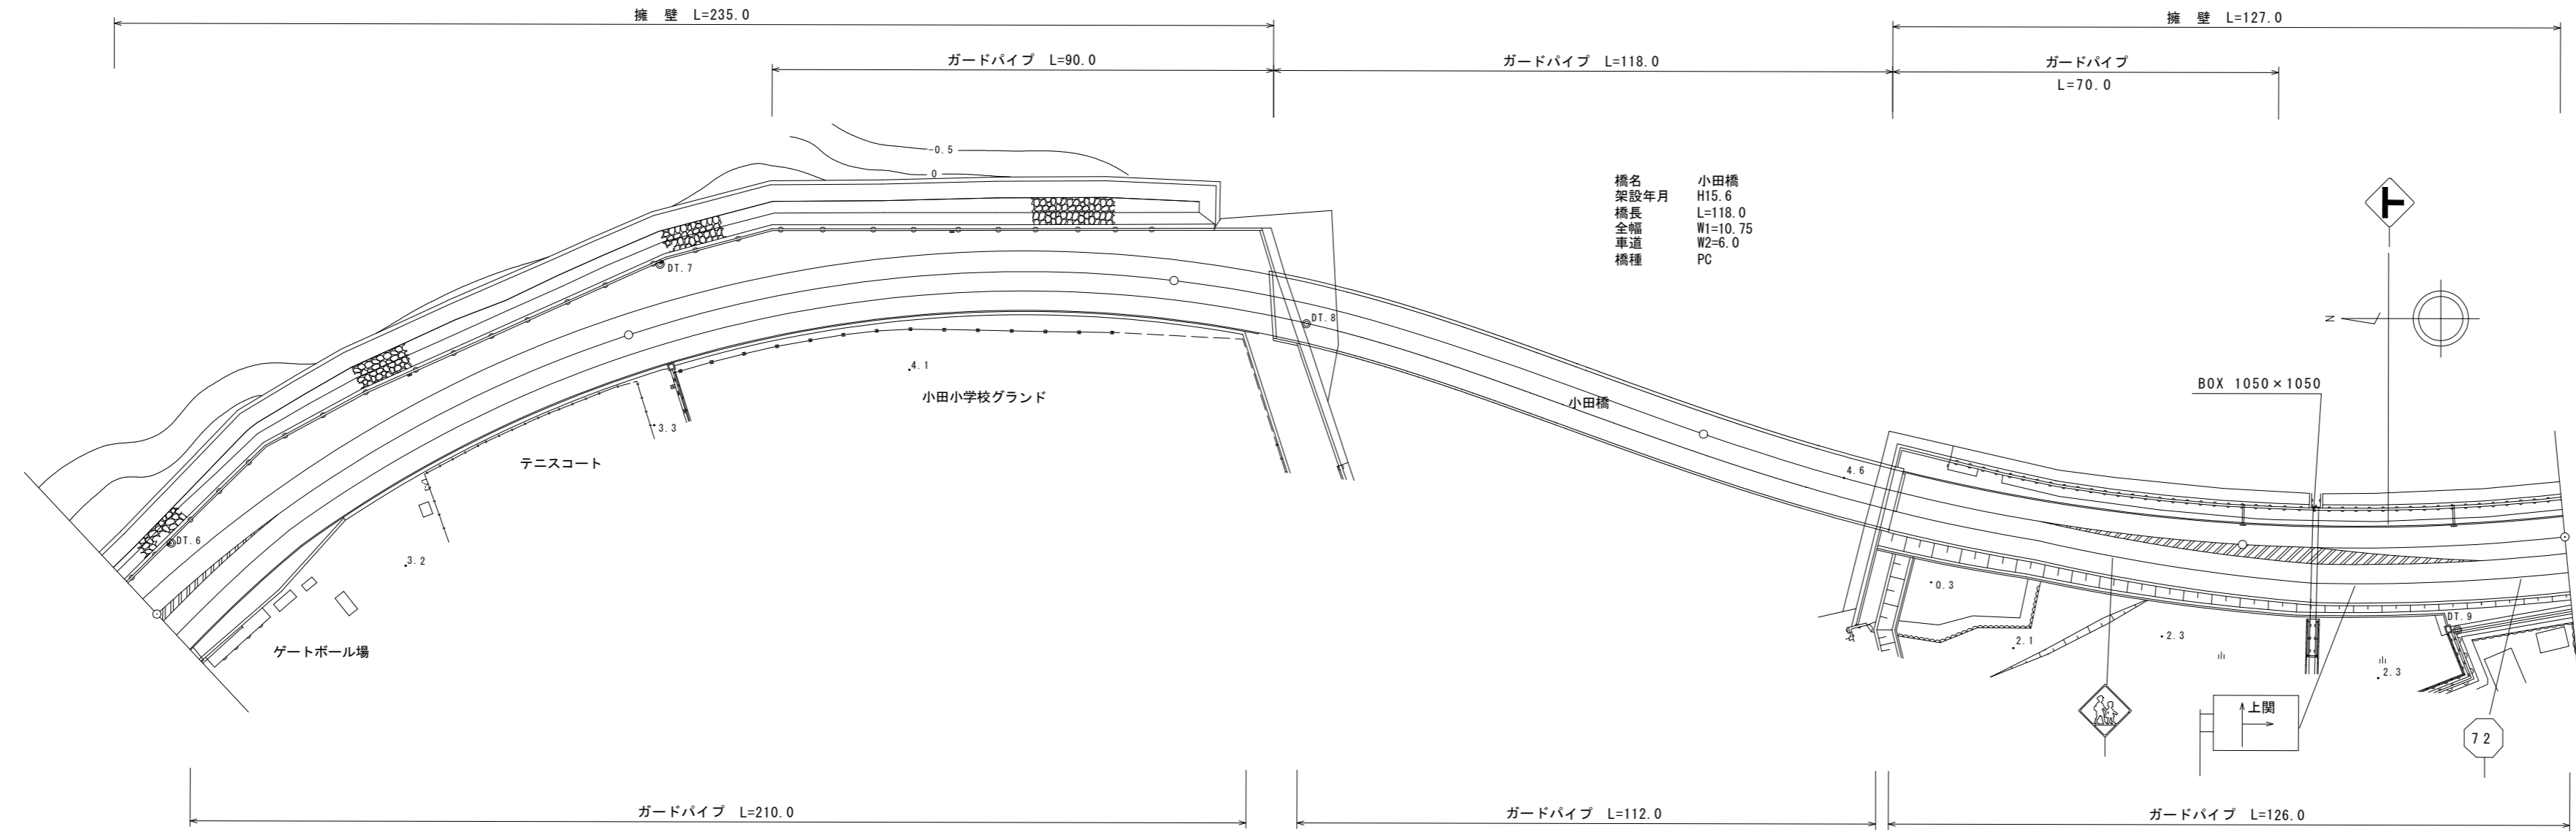 擁 壁 L=235.0
擁 壁 L=127.0
ガードパイプ L=90.0
ガードパイプ L=118.0
ガードパイプ
L=70.0
-0.5
0
橋名 小田橋
架設年月 H15.6
橋長 L=118.0
全幅 W1=10.75
車道 W2=6.0
橋種 PC
DT.7
DT.8
N
BOX 1050×1050
4.1
小田小学校グランド
小田橋
3.3
テニスコート
4.6
DT.6
3.2
0.3
ゲートボール場
DT.9
2.1
2.3
2.3
上関
72
ガードパイプ L=210.0
ガードパイプ L=112.0
ガードパイプ L=126.0